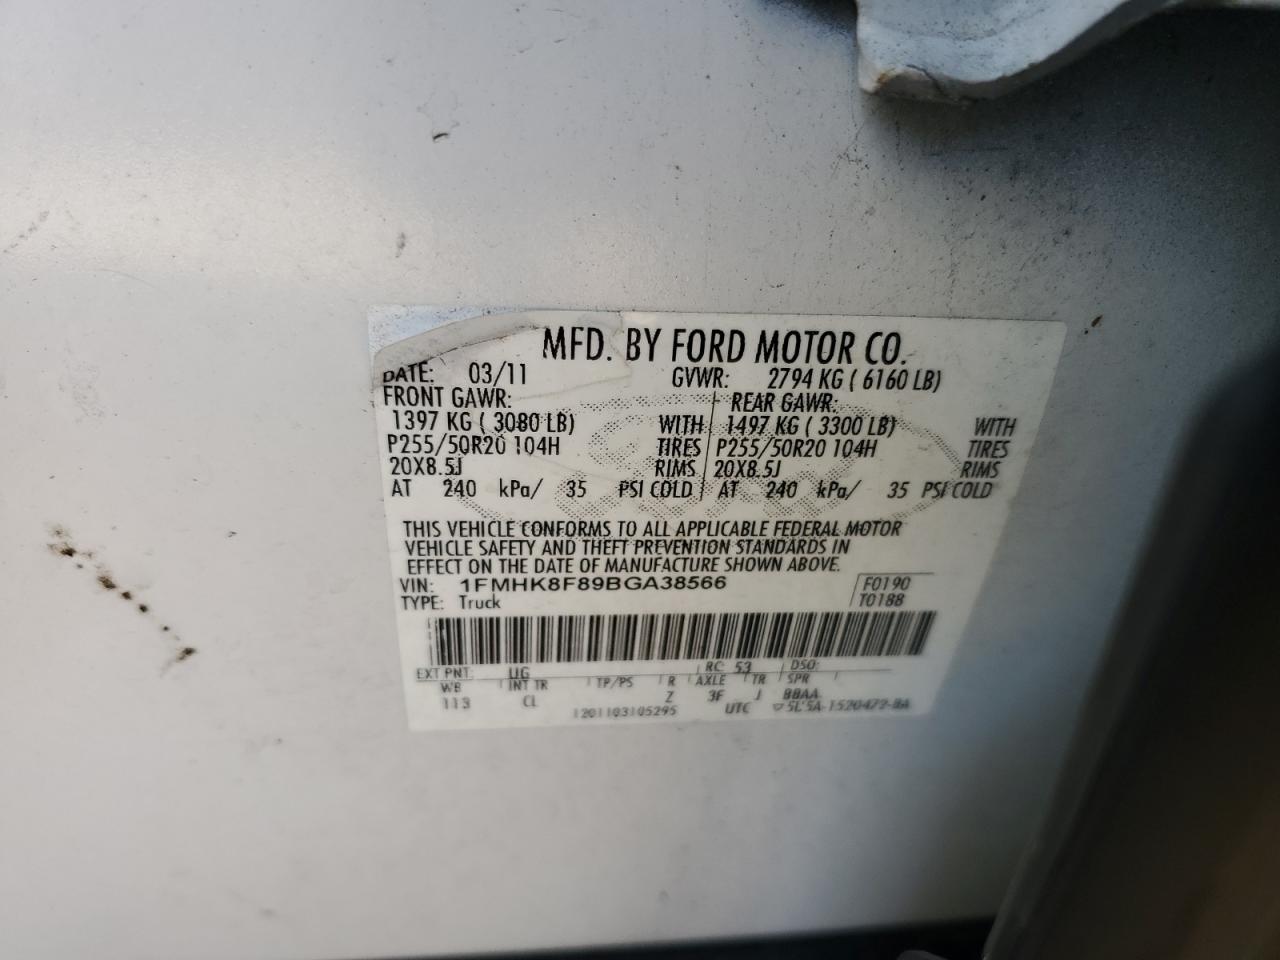 MFD. BY FORD MOTOR CO.
DATE: 03/11 GVWR: 2794 KG ( 6160 LB)
FRONT GAWR: REAR GAWR:
1397 KG ( 3080 LB) WITH 1497 KG ( 3300 LB) WITH
P255/50R20 104H TIRES P255/50R20 104H TIRES
20X8.5J RIMS 20X8.5J RIMS
AT 240 kPa/ 35 PSI COLD AT 240 kPa/ 35 PSI COLD
THIS VEHICLE CONFORMS TO ALL APPLICABLE FEDERAL MOTOR
VEHICLE SAFETY AND THEFT PREVENTION STANDARDS IN
EFFECT ON THE DATE OF MANUFACTURE SHOWN ABOVE.
VIN: 1FMHK8F89BGA38566 F0190
TYPE: Truck T0188
EXT PNT: UG RC: 53 DSO:
WB INT TR TP/PS R AXLE TR SPR
113 CL Z 3F J BBAA
1201103105295 UTC